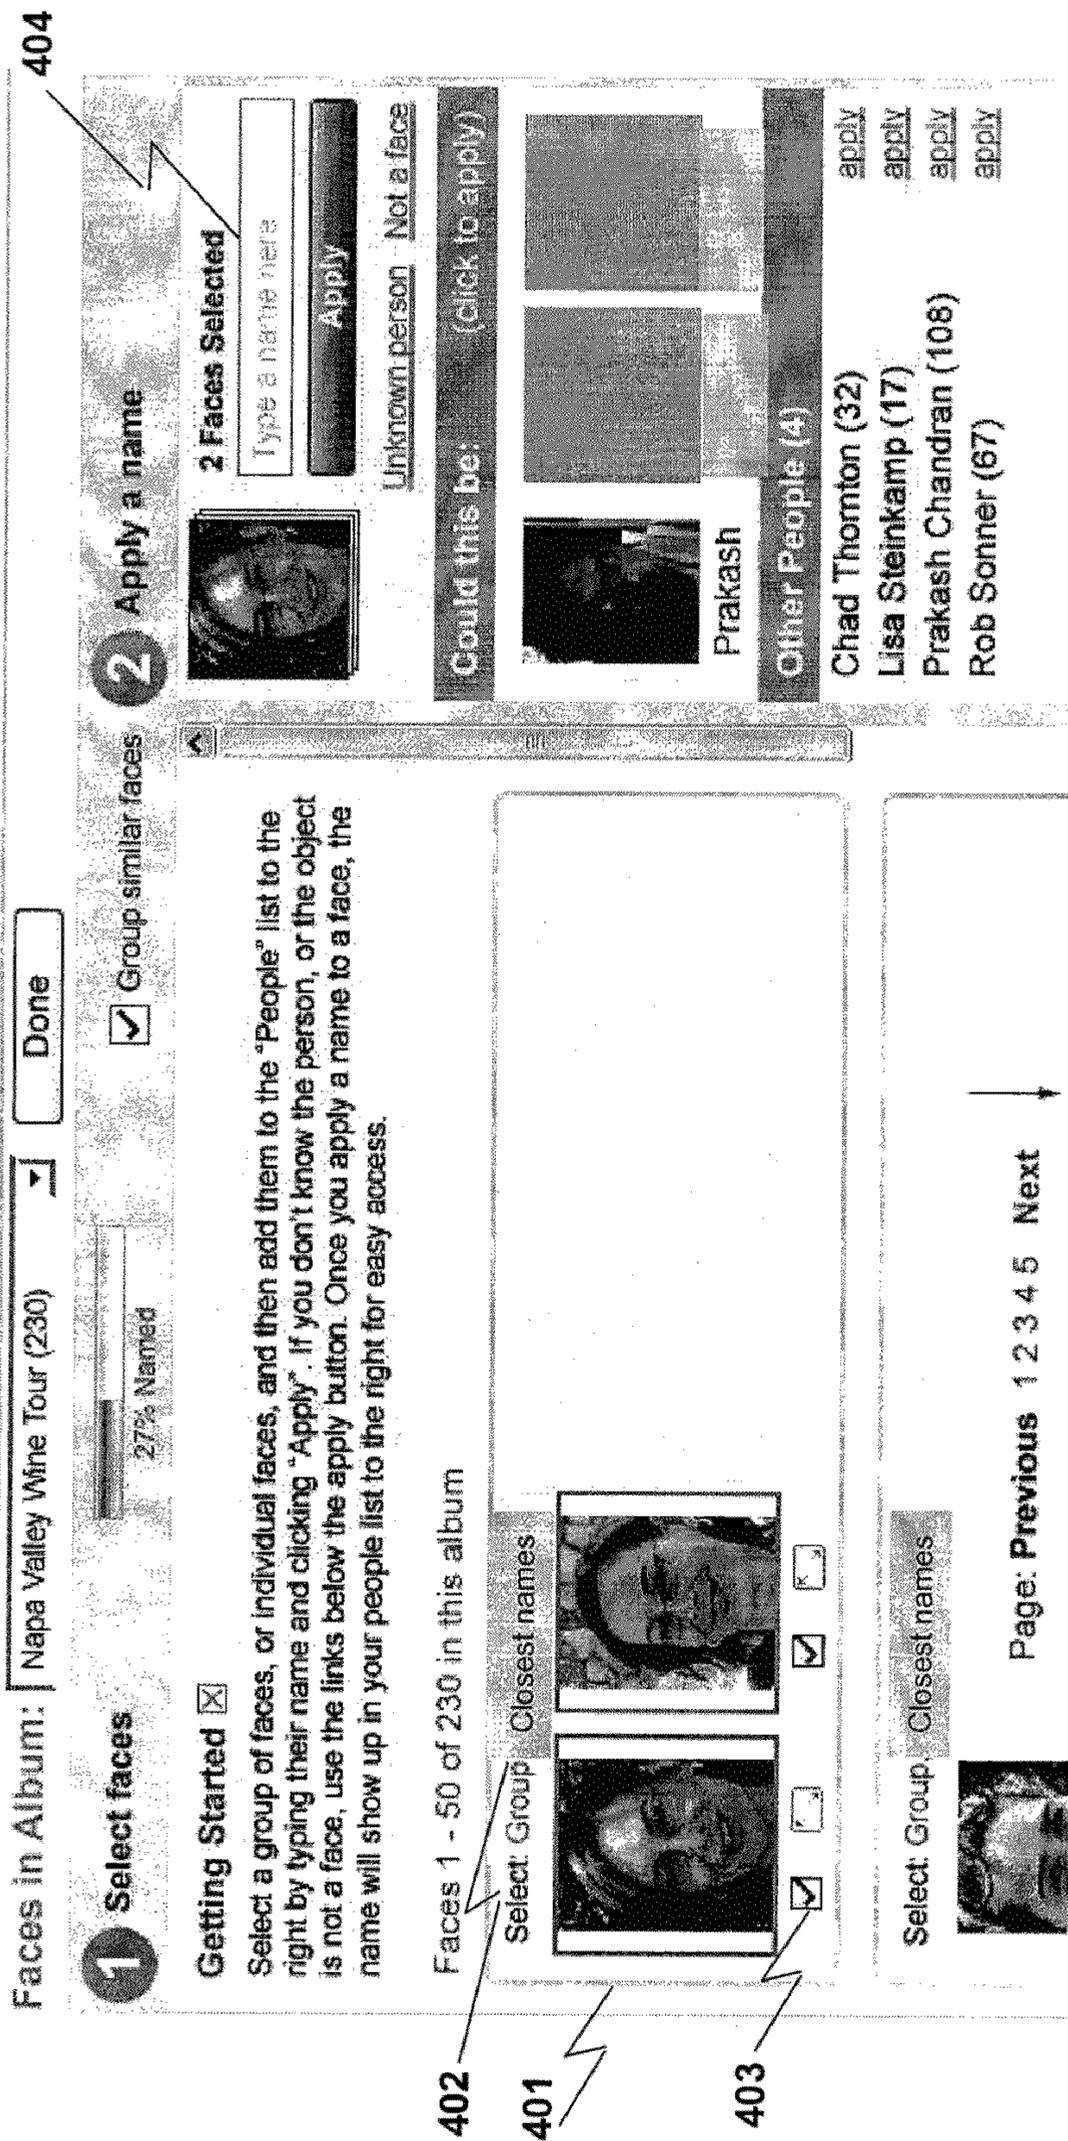 Faces in Album:
Napa Valley Wine Tour (230)
Done
404
1 Select faces
27% Named
Group similar faces
2 Apply a name
Getting Started
Select a group of faces, or individual faces, and then add them to the "People" list to the
right by typing their name and clicking "Apply". If you don't know the person, or the object
is not a face, use the links below the apply button. Once you apply a name to a face, the
name will show up in your people list to the right for easy access.
Faces 1 - 50 of 230 in this album
402
401
403
Select: Group Closest names
Select: Group, Closest names
Page: Previous 1 2 3 4 5 Next
2 Faces Selected
Type a name here
Apply
Unknown person Not a face
Could this be: (click to apply)
Prakash
Other People (4)
Chad Thornton (32) apply
Lisa Steinkamp (17) apply
Prakash Chandran (108) apply
Rob Sonner (67) apply